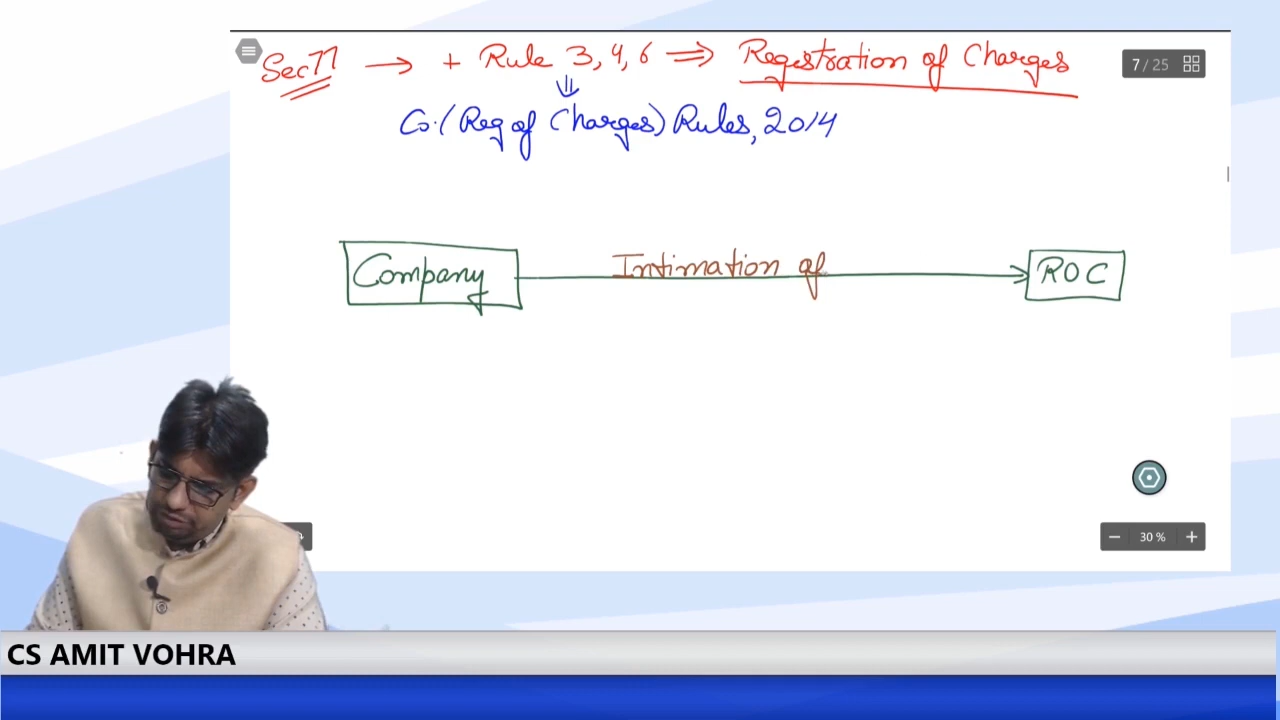 Sec 77 → + Rule 3, 4, 6 ⇒ Registration of Charges
7 / 25
Co. (Reg of Charges) Rules, 2014
Company
Intimation of
ROC
30 %
CS AMIT VOHRA